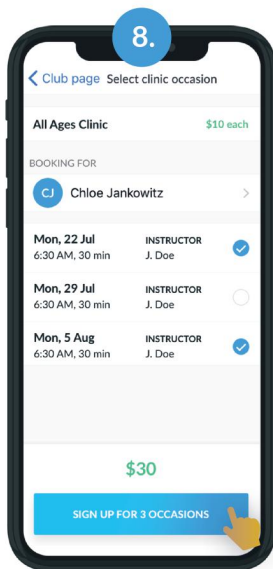 8.
Club page Select clinic occasion
All Ages Clinic $10 each
BOOKING FOR
CJ Chloe Jankowitz
Mon, 22 Jul INSTRUCTOR
6:30 AM, 30 min J. Doe
Mon, 29 Jul INSTRUCTOR
6:30 AM, 30 min J. Doe
Mon, 5 Aug INSTRUCTOR
6:30 AM, 30 min J. Doe
$30
SIGN UP FOR 3 OCCASIONS